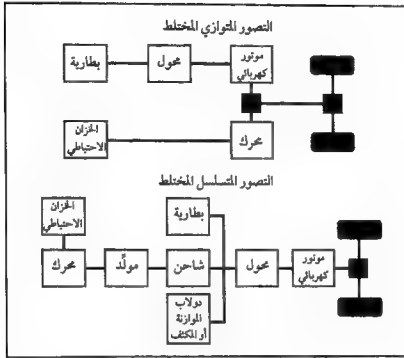 التصور المتوازي المختلط
بطارية
محول
موتور
كهربائي
الخزان
الاحتياطي
محرك
التصور المتسلسل المختلط
الخزان
الاحتياطي
بطارية
محرك
مولّد
شاحن
محول
موتور
كهربائي
دولاب
الموازنة
أو المكثف